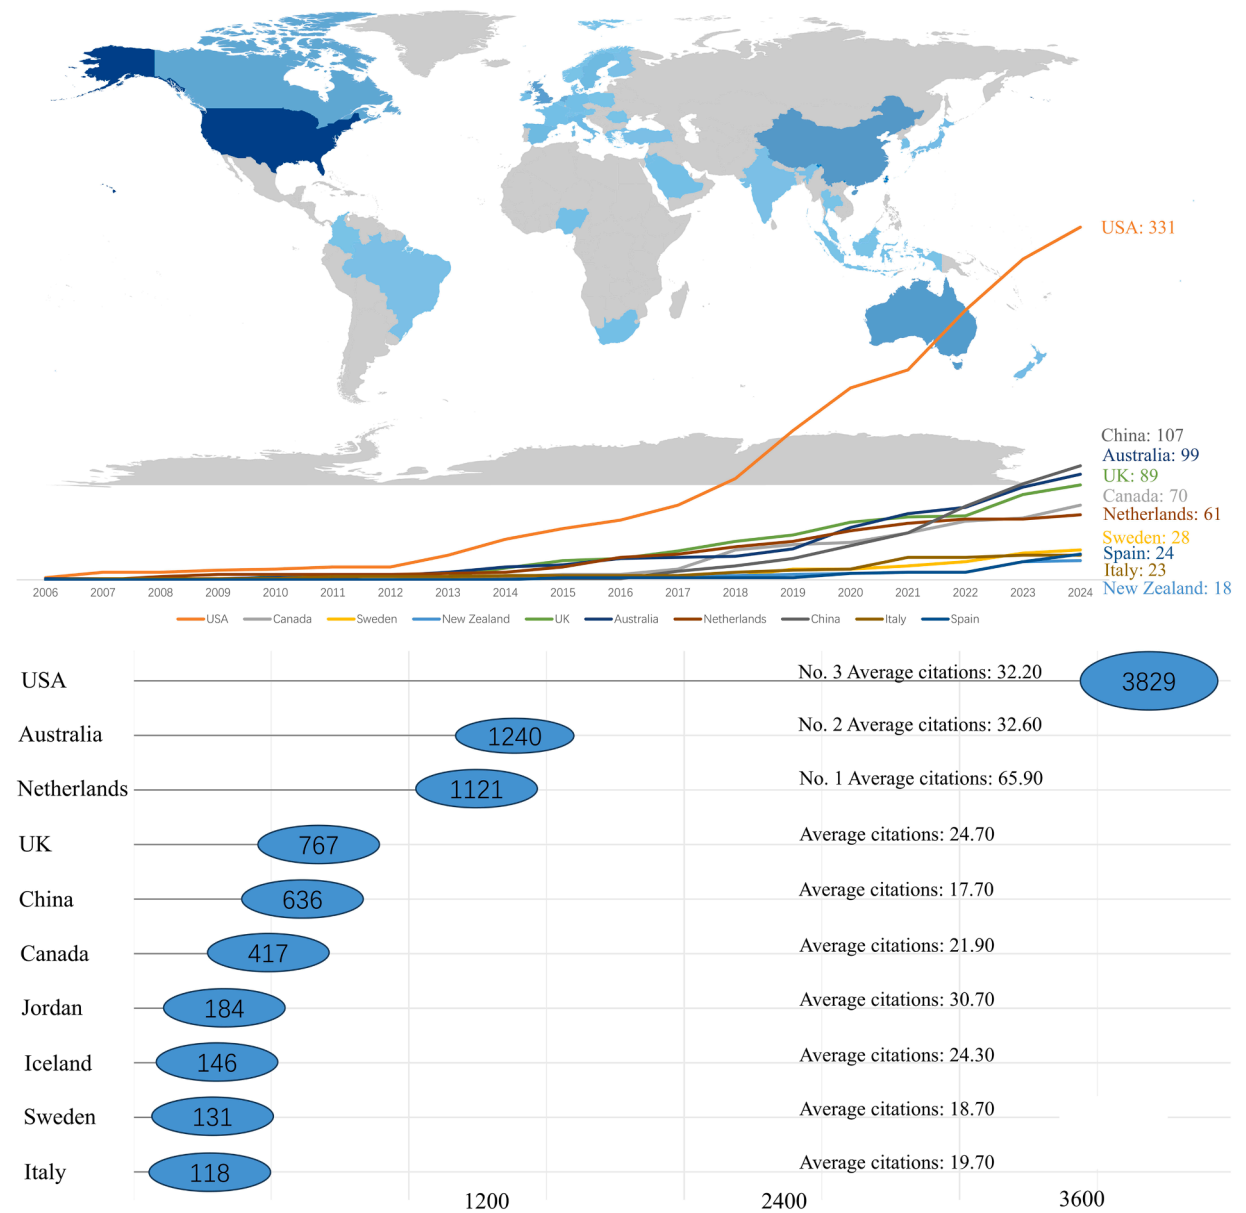 USA: 331
China: 107
Australia: 99
UK: 89
Canada: 70
Netherlands: 61
Sweden: 28
Spain: 24
Italy: 23
New Zealand: 18
2006 2007 2008 2009 2010 2011 2012 2013 2014 2015 2016 2017 2018 2019 2020 2021 2022 2023 2024
USA Canada Sweden New Zealand UK Australia Netherlands China Italy Spain
USA No. 3 Average citations: 32.20 3829
Australia 1240 No. 2 Average citations: 32.60
Netherlands 1121 No. 1 Average citations: 65.90
UK 767 Average citations: 24.70
China 636 Average citations: 17.70
Canada 417 Average citations: 21.90
Jordan 184 Average citations: 30.70
Iceland 146 Average citations: 24.30
Sweden 131 Average citations: 18.70
Italy 118 Average citations: 19.70
1200 2400 3600